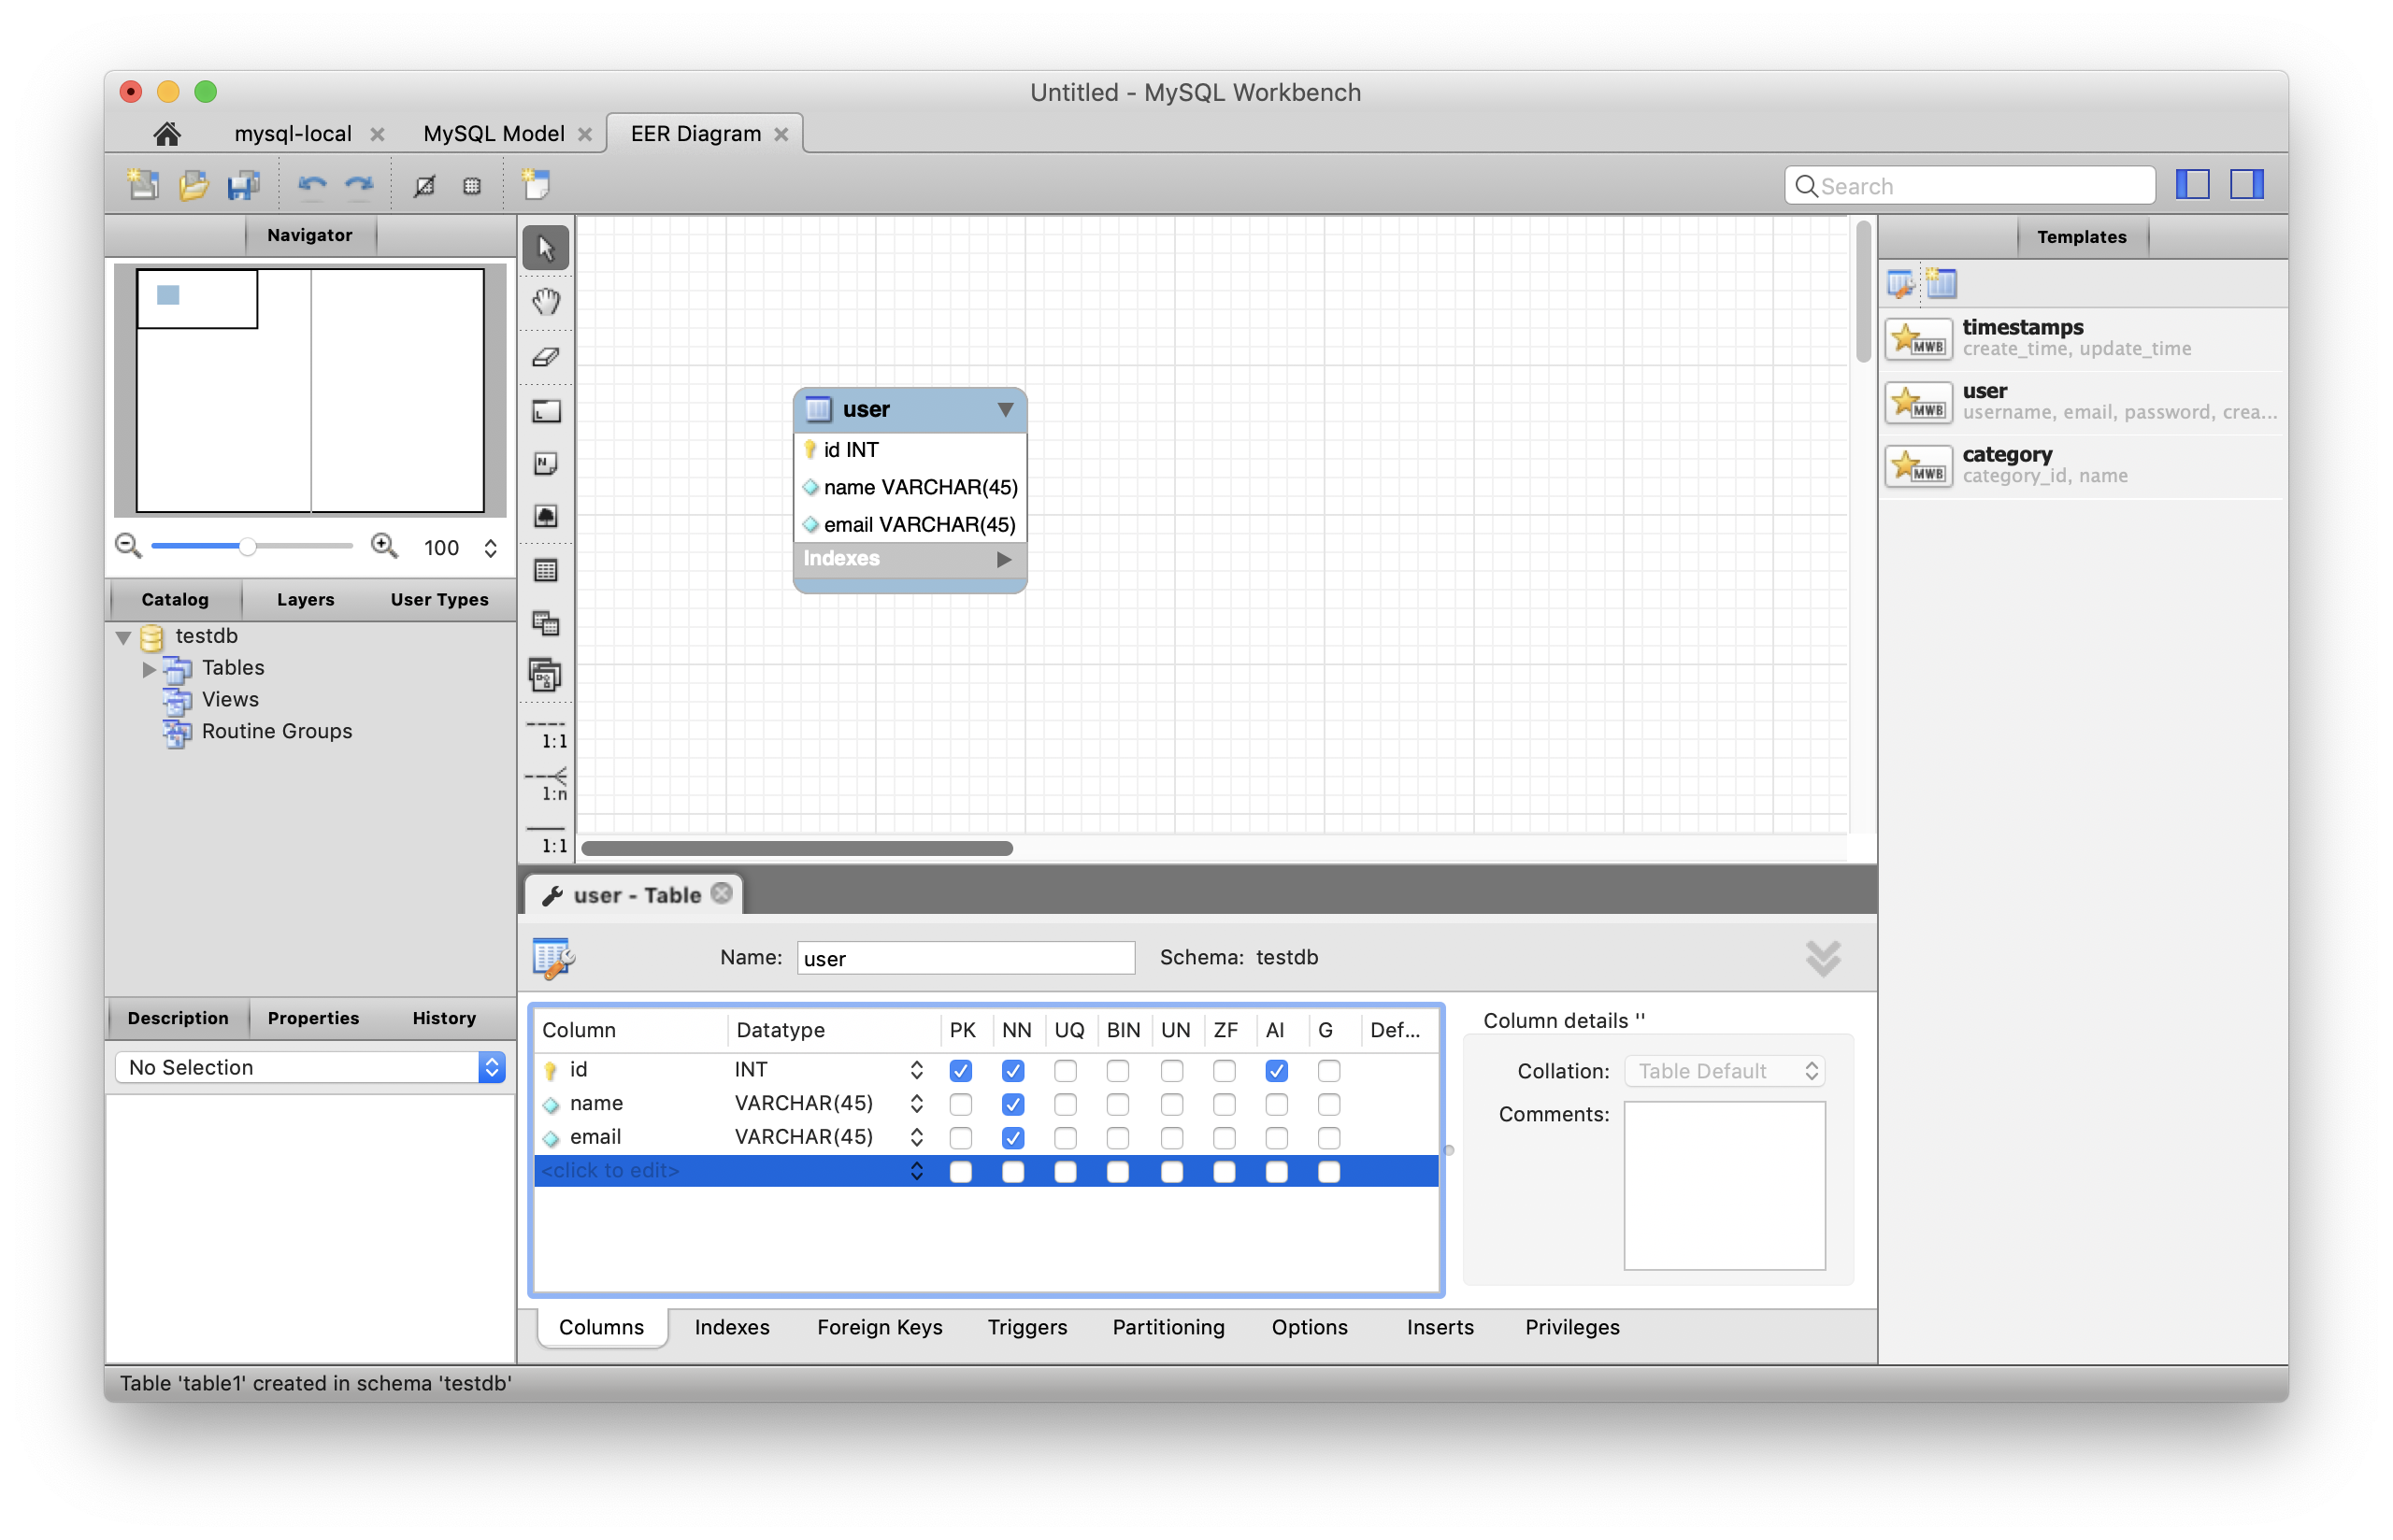 Untitled - MySQL Workbench
mysql-local
MySQL Model
EER Diagram
Search
Navigator
100
Catalog Layers User Types
testdb
Tables
Views
Routine Groups
Description Properties History
No Selection
L
N
1:1
1:n
1:1
user
id INT
name VARCHAR(45)
email VARCHAR(45)
Indexes
Templates
MWB
timestamps
create_time, update_time
MWB
user
username, email, password, crea...
MWB
category
category_id, name
user - Table
Name: user Schema: testdb
Column Datatype PK NN UQ BIN UN ZF AI G Def...
id INT
name VARCHAR(45)
email VARCHAR(45)
<click to edit>
Column details ''
Collation: Table Default
Comments:
Columns Indexes Foreign Keys Triggers Partitioning Options Inserts Privileges
Table 'table1' created in schema 'testdb'